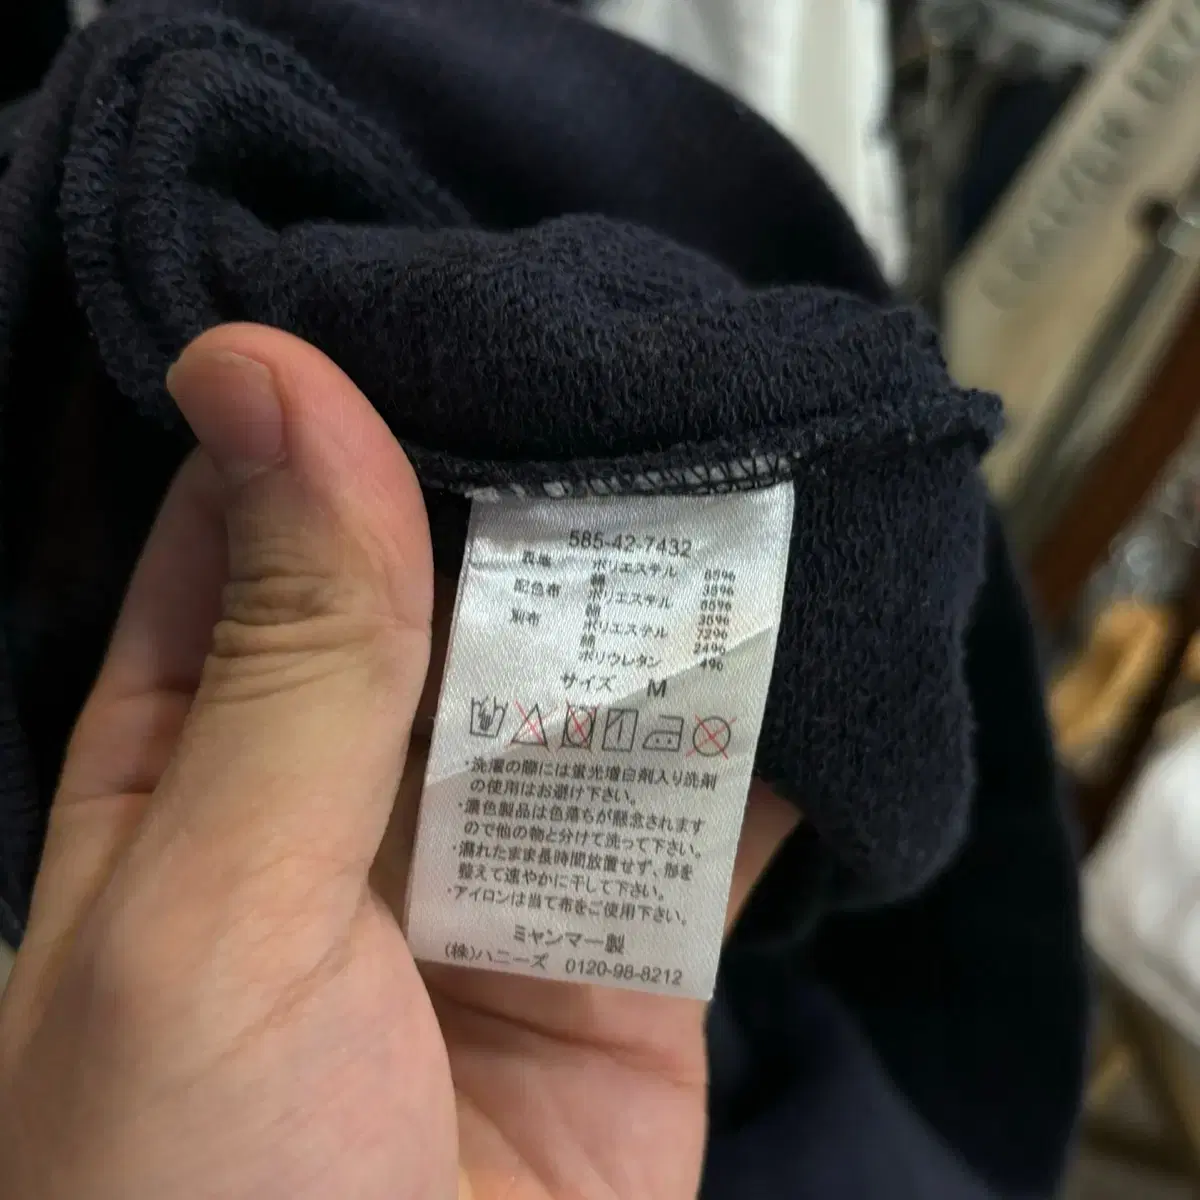 585-42-7432
表地 ポリエステル 65%
綿 35%
配色布 ポリエステル 65%
綿 35%
別布 ポリエステル 72%
綿 24%
ポリウレタン 4%
サイズ M
・洗濯の際には蛍光増白剤入り洗剤
の使用はお避け下さい。
・濃色製品は色落ちが懸念されます
ので他の物と分けて洗って下さい。
・濡れたまま長時間放置せず、形を
整えて速やかに干して下さい。
・アイロンは当て布をご使用下さい。
ミャンマー製
(株)ハニーズ 0120-98-8212